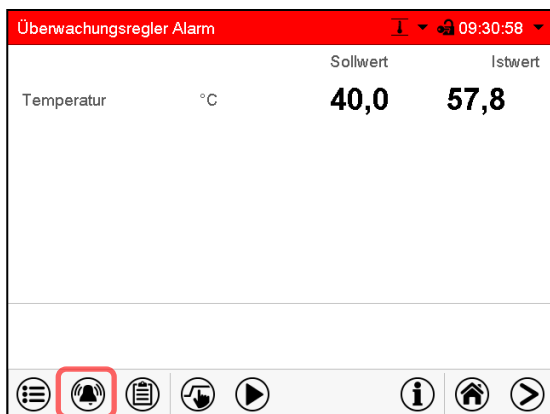 Überwachungsregler Alarm 09:30:58
Sollwert Istwert
Temperatur °C 40,0 57,8